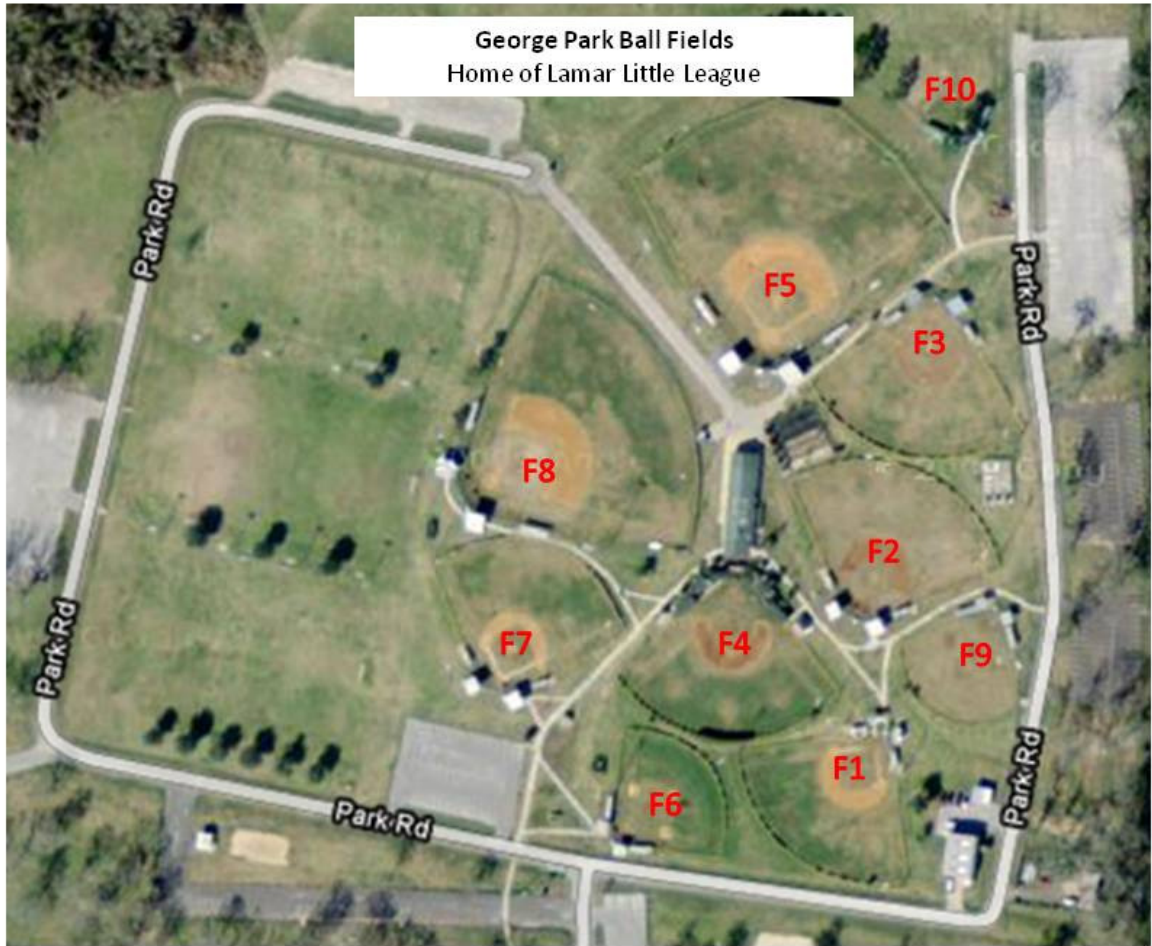 George Park Ball Fields
Home of Lamar Little League
F10
Park Rd
F5
Park Rd
F3
F8
F2
Park Rd
F7
F4
F9
F1
Park Rd
F6
Park Rd